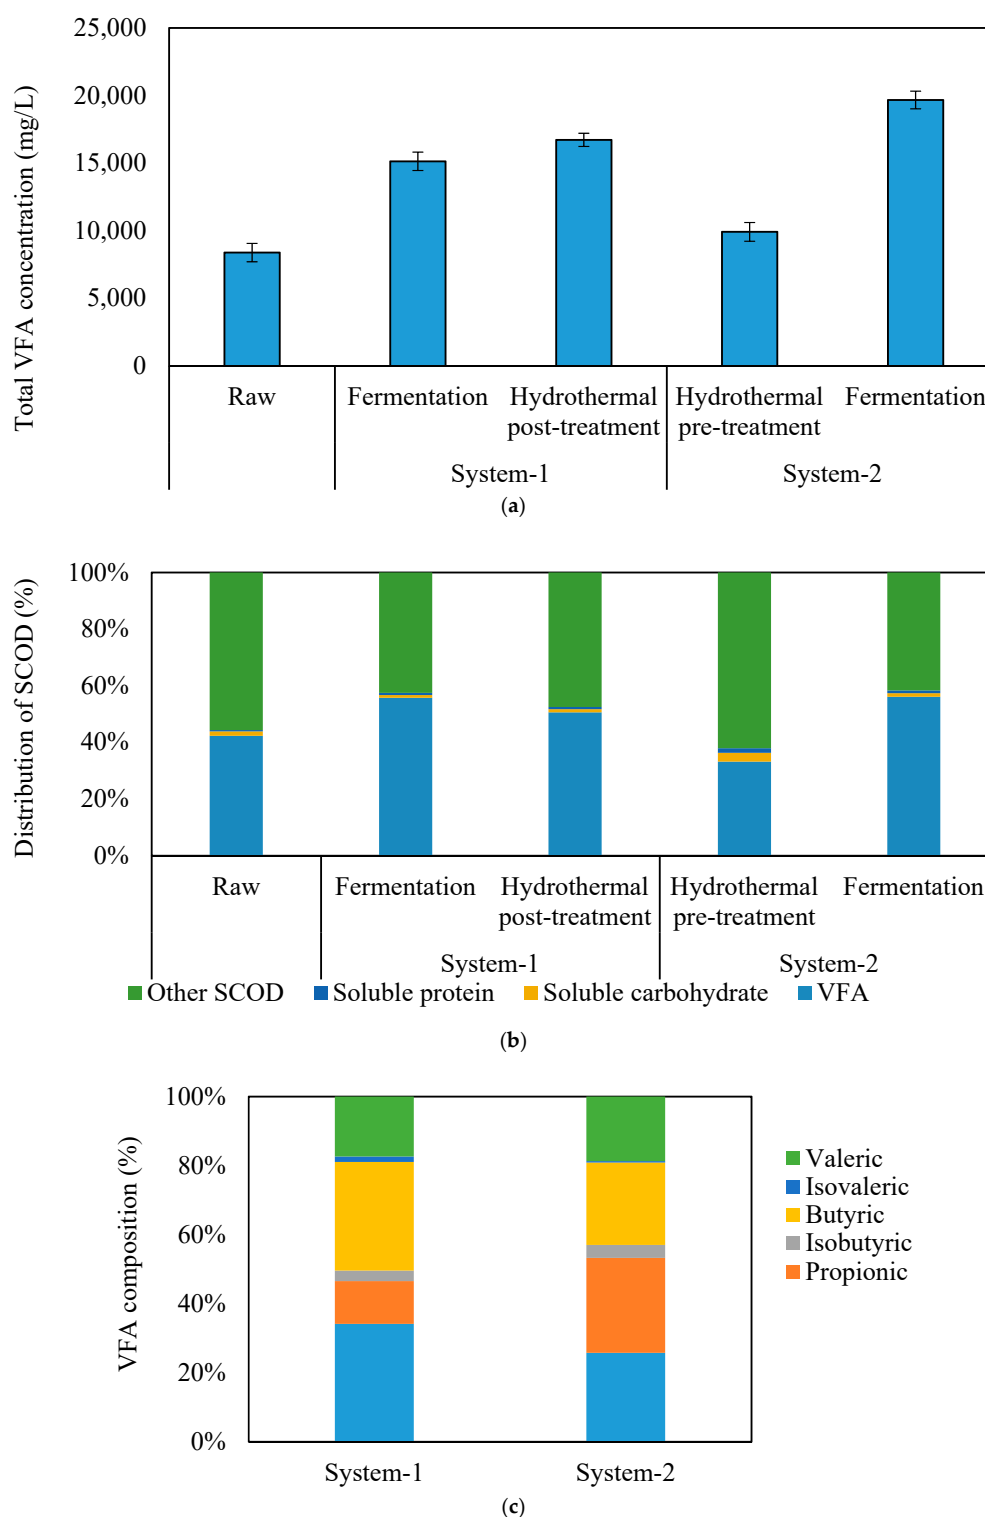 Total VFA concentration (mg/L)
25,000
20,000
15,000
10,000
5,000
0
Raw
Fermentation
Hydrothermal
post-treatment
Hydrothermal
pre-treatment
Fermentation
System-1
System-2
(a)
Distribution of SCOD (%)
100%
80%
60%
40%
20%
0%
Raw
Fermentation
Hydrothermal
post-treatment
Hydrothermal
pre-treatment
Fermentation
System-1
System-2
Other SCOD
Soluble protein
Soluble carbohydrate
VFA
(b)
VFA composition (%)
100%
80%
60%
40%
20%
0%
System-1
System-2
Valeric
Isovaleric
Butyric
Isobutyric
Propionic
(c)